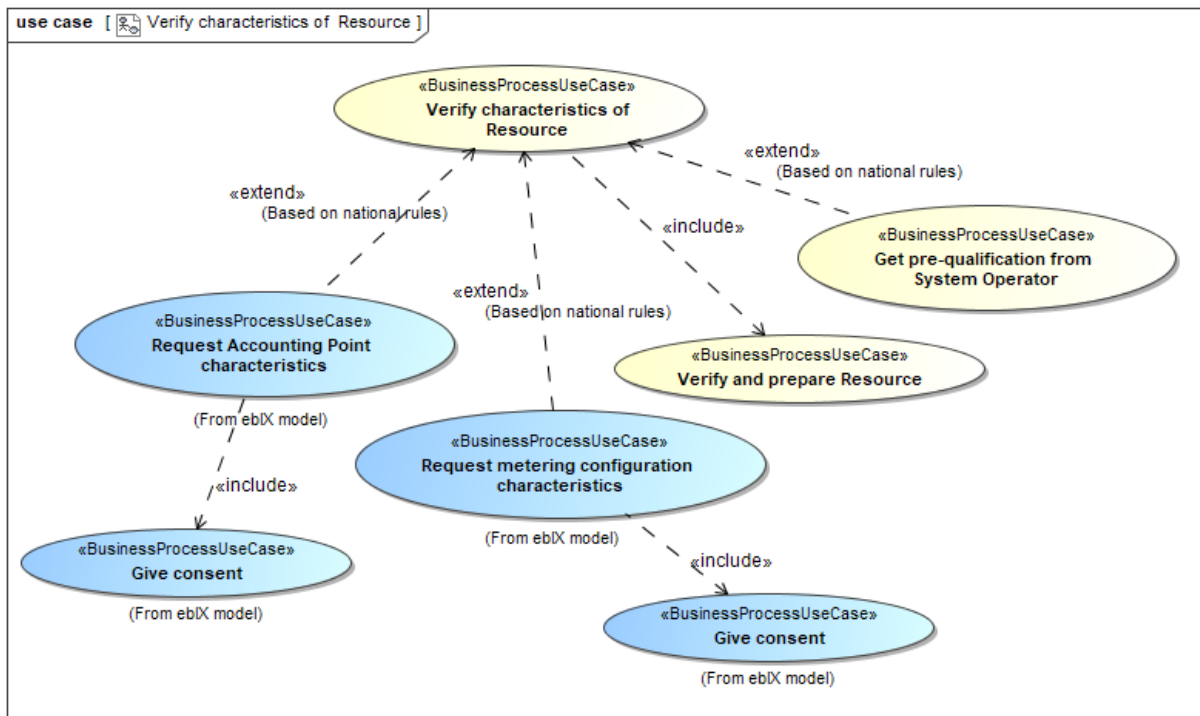 use case [ Verify characteristics of Resource ]
«BusinessProcessUseCase»
Verify characteristics of
Resource
«extend»
(Based on national rules)
«extend»
(Based on national rules)
«include»
«BusinessProcessUseCase»
Get pre-qualification from
System Operator
«extend»
(Based on national rules)
«BusinessProcessUseCase»
Request Accounting Point
characteristics
(From ebIX model)
«BusinessProcessUseCase»
Verify and prepare Resource
«BusinessProcessUseCase»
Request metering configuration
characteristics
(From ebIX model)
«include»
«BusinessProcessUseCase»
Give consent
(From ebIX model)
«include»
«BusinessProcessUseCase»
Give consent
(From ebIX model)